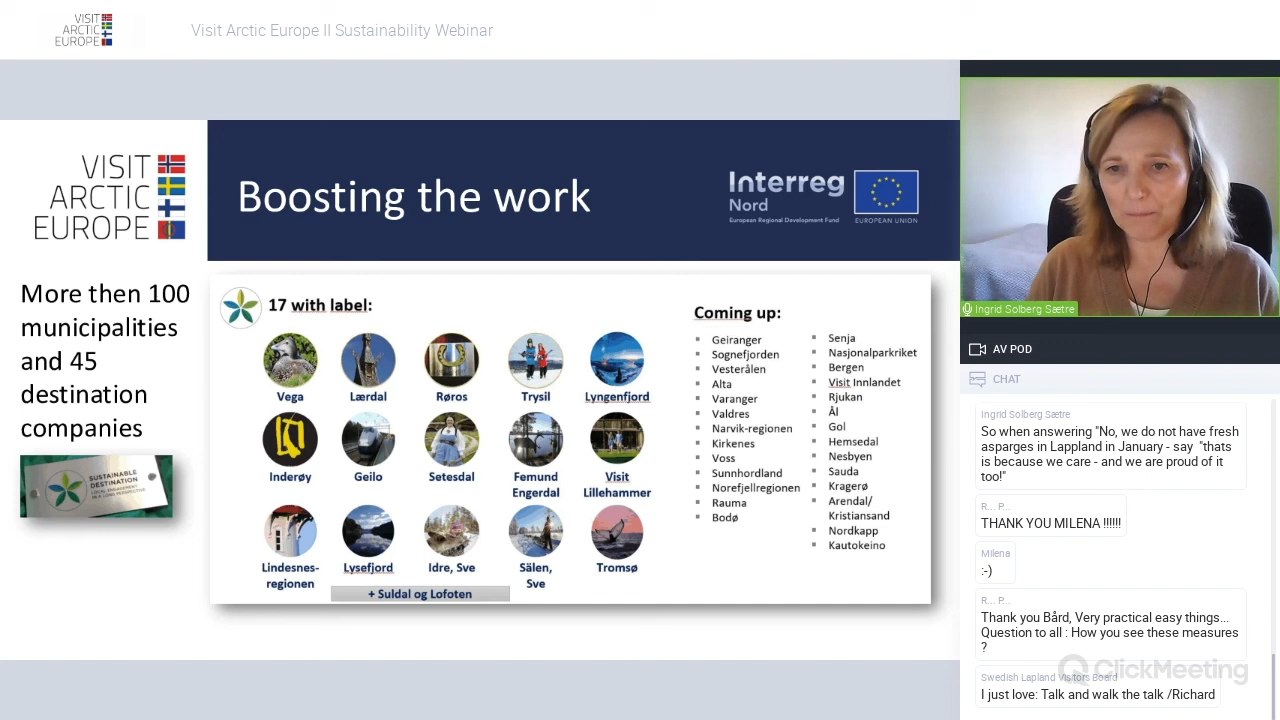 VISIT
ARCTIC
EUROPE
Visit Arctic Europe II Sustainability Webinar
VISIT
ARCTIC
EUROPE
Boosting the work
Interreg
Nord
European Regional Development Fund
EUROPEAN UNION
More then 100
municipalities
and 45
destination
companies
SUSTAINABLE
DESTINATION
LOCAL ENGAGEMENT
IN A LONG PERSPECTIVE
17 with label:
Vega
Lærdal
Røros
Trysil
Lyngenfjord
Inderøy
Geilo
Setesdal
Femund
Engerdal
Visit
Lillehammer
Lindesnes-
regionen
Lysefjord
Idre, Sve
Sälen,
Sve
Tromsø
+ Suldal og Lofoten
Coming up:
Geiranger
Sognefjorden
Vesterålen
Alta
Varanger
Valdres
Narvik-regionen
Kirkenes
Voss
Sunnhordland
Norefjellregionen
Rauma
Bodø
Senja
Nasjonalparkriket
Bergen
Visit Innlandet
Rjukan
Ål
Gol
Hemsedal
Nesbyen
Sauda
Kragerø
Arendal/
Kristiansand
Nordkapp
Kautokeino
Ingrid Solberg Sætre
AV POD
CHAT
Ingrid Solberg Sætre
So when answering "No, we do not have fresh
asparges in Lappland in January - say "thats
is because we care - and we are proud of it
too!"
R... P...
THANK YOU MILENA !!!!!!
Milena
:-)
R... P...
Thank you Bård, Very practical easy things...
Question to all : How you see these measures
?
Swedish Lapland Visitors Board
I just love: Talk and walk the talk /Richard
ClickMeeting